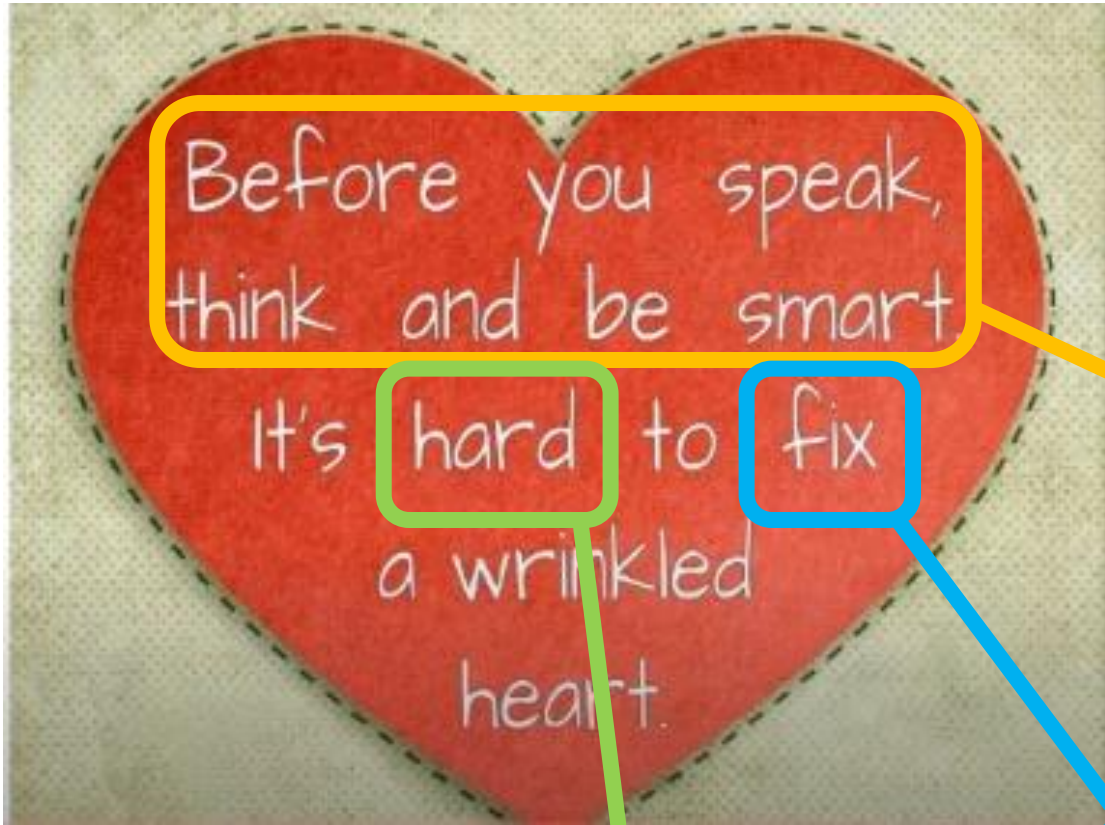 Before you speak,
think and be smart.
It's hard to fix
a wrinkled
heart.